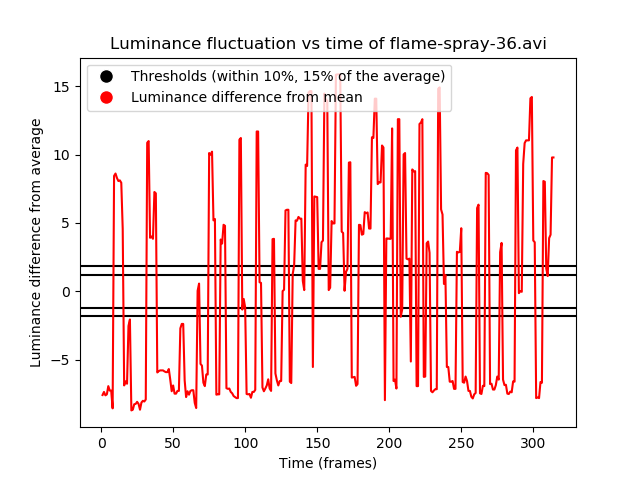 Luminance fluctuation vs time of flame-spray-36.avi
Thresholds (within 10%, 15% of the average)
Luminance difference from mean
Luminance difference from average
15
10
5
0
−5
0 50 100 150 200 250 300
Time (frames)